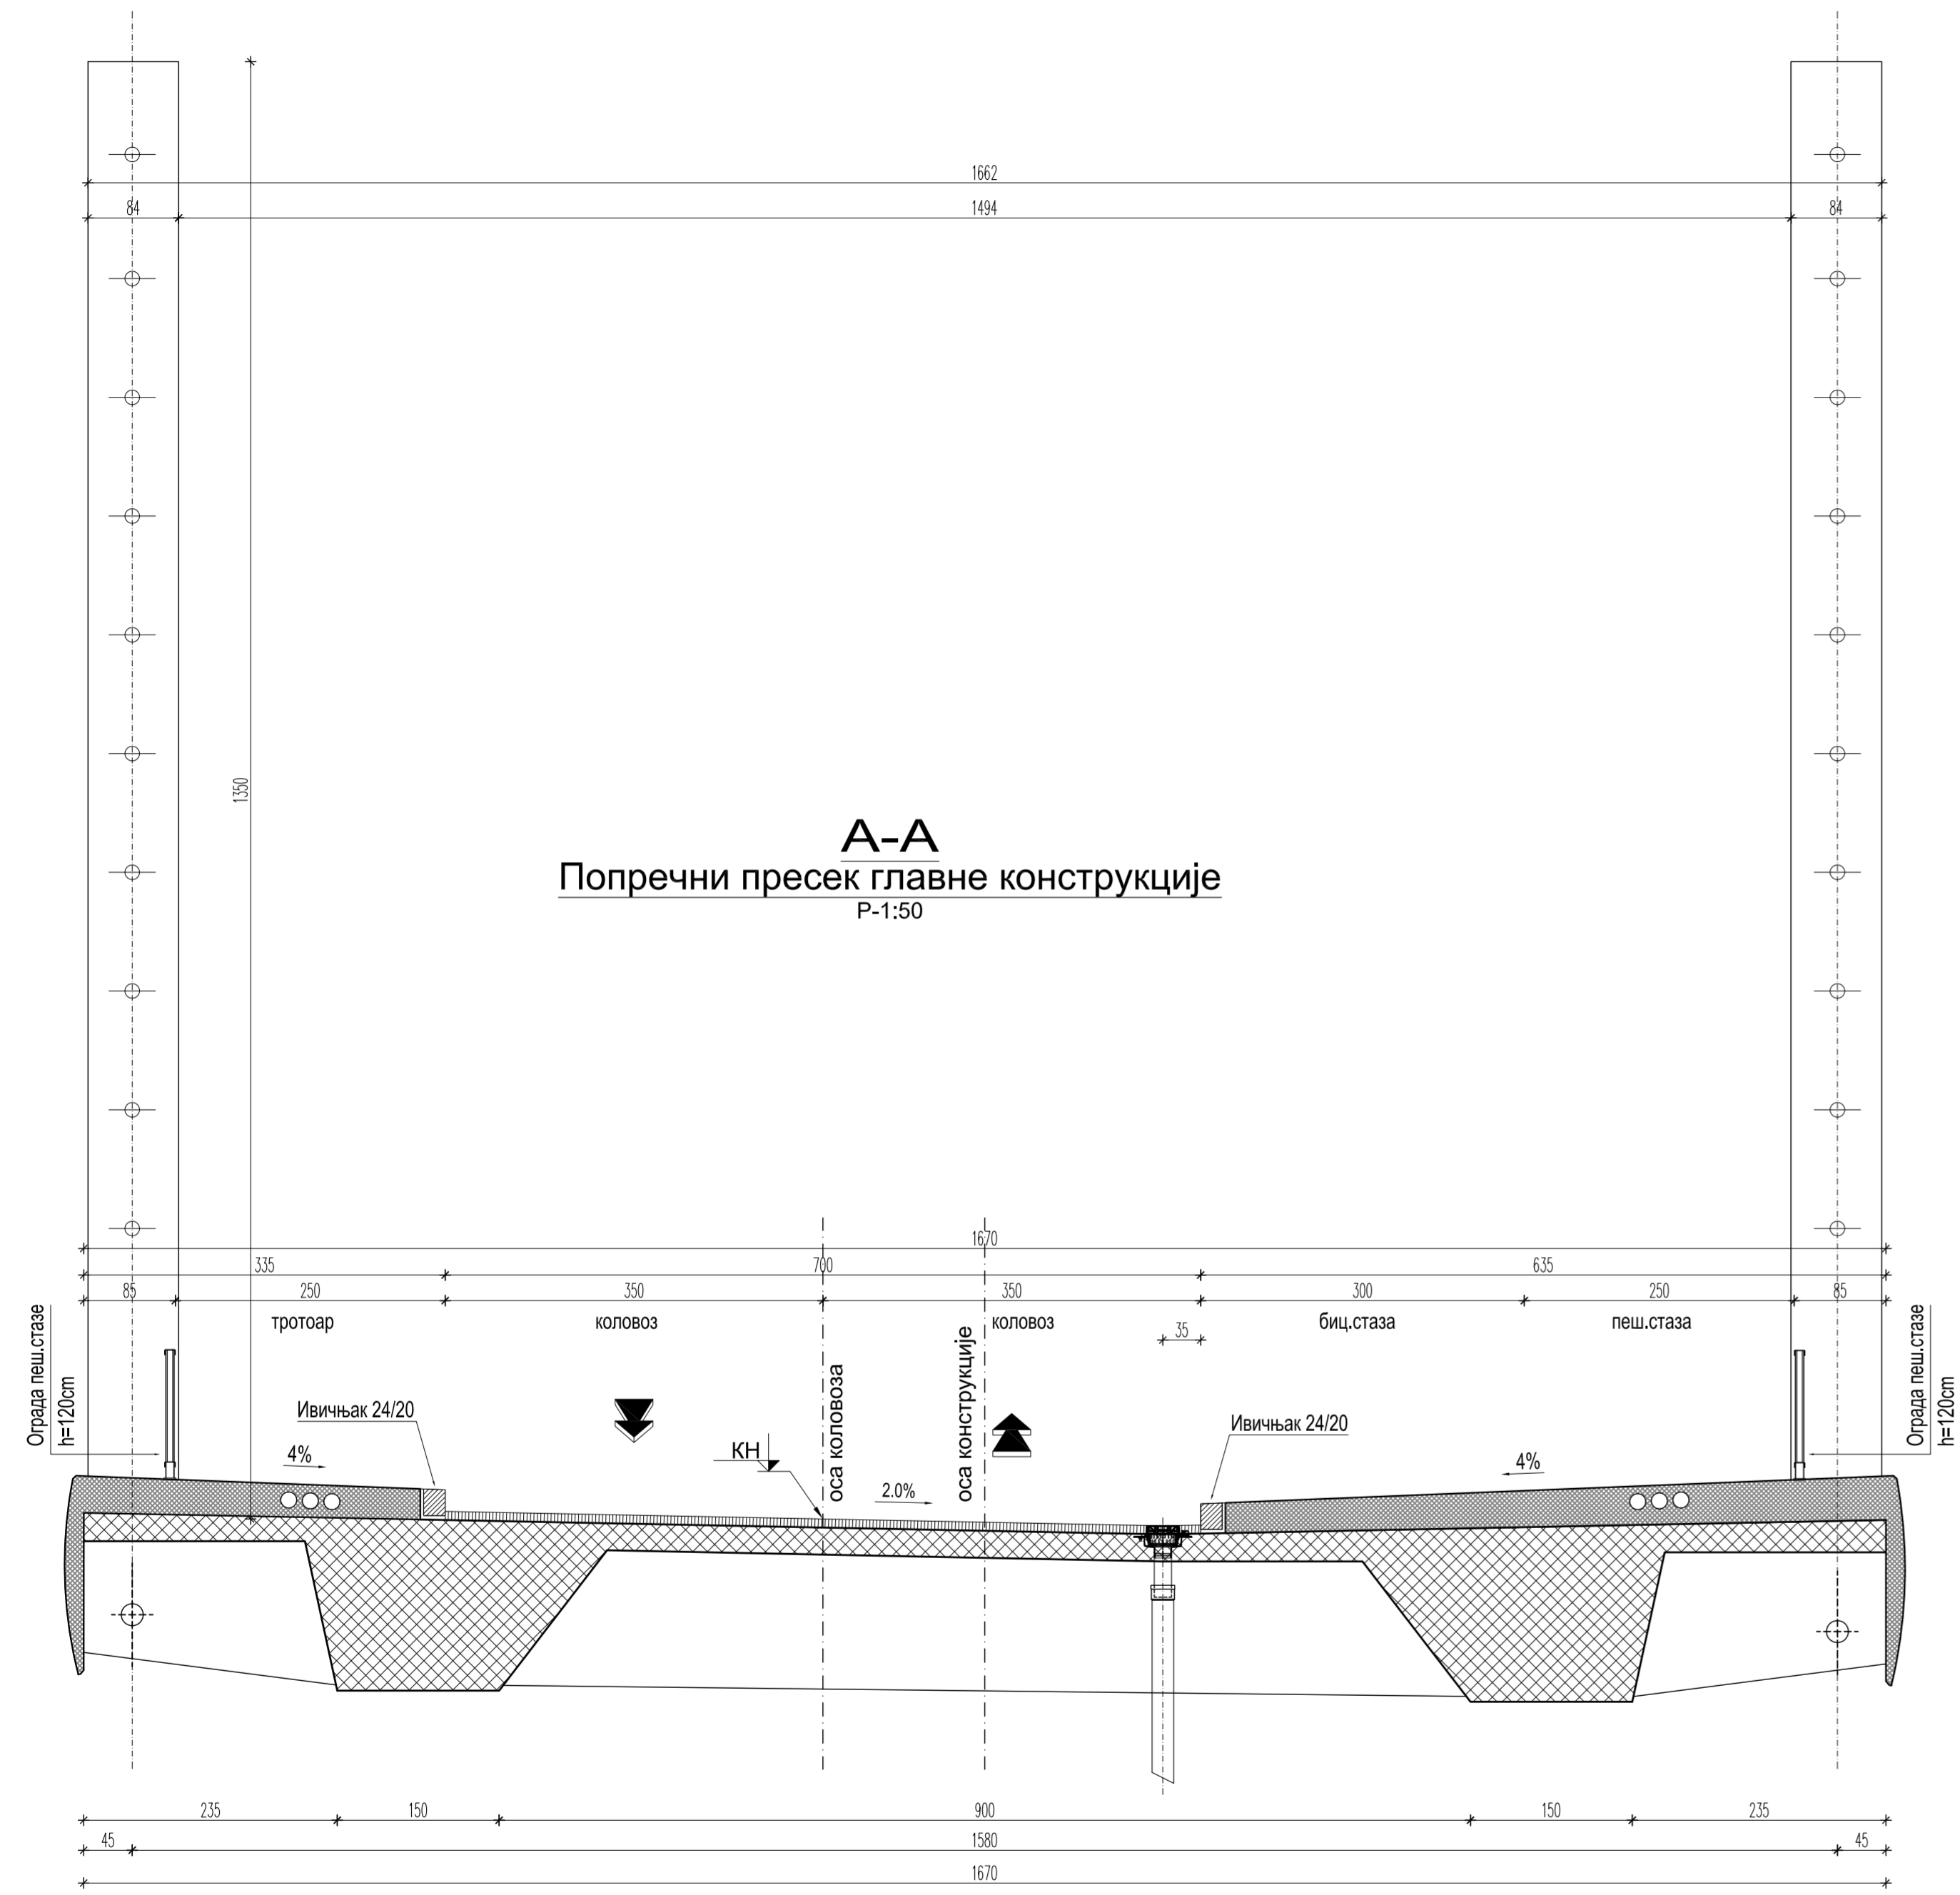 1662
84 1494 84
1350
А-А
Попречни пресек главне конструкције
Р-1:50
1670
335 700 635
85 250 350 350 300 250 85
тротоар коловоз коловоз биц.стаза пеш.стаза
35
Ограда пеш.стазе
h=120cm
оса коловоза
оса конструкције
Ограда пеш.стазе
h=120cm
Ивичњак 24/20
Ивичњак 24/20
4%
КН
2.0%
4%
235 150 900 150 235
45 1580 45
1670